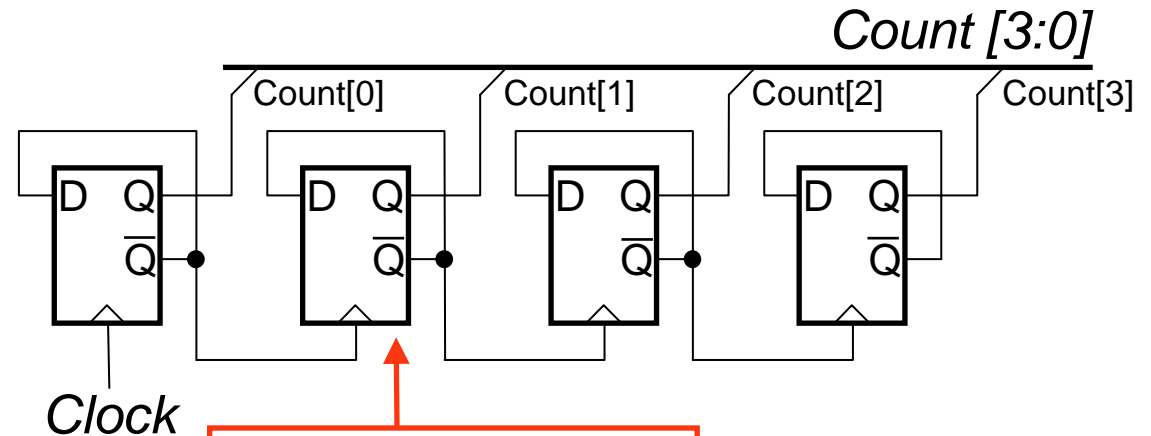 Count [3:0]
Count[0] Count[1] Count[2] Count[3]
D Q D Q D Q D Q
Q̅ Q̅ Q̅ Q̅
Clock